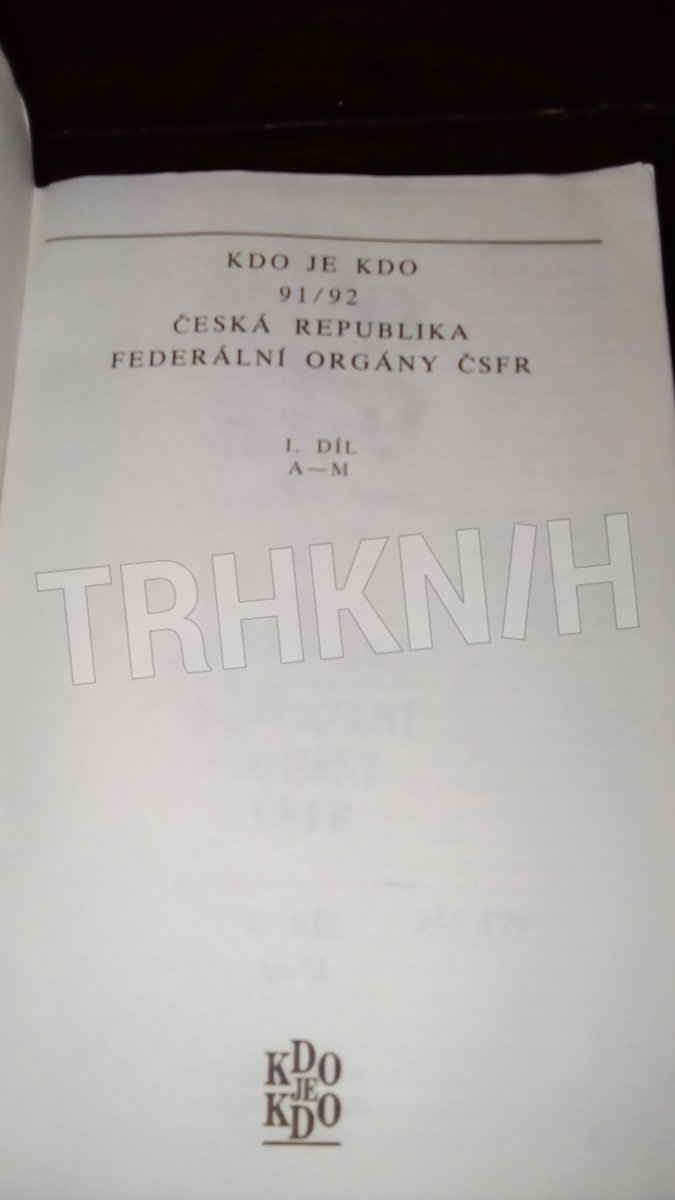 KDO JE KDO
91/92
ČESKÁ REPUBLIKA
FEDERÁLNÍ ORGÁNY ČSFR
I. DÍL
A—M
TRHKNIH
KDO
JE
KDO